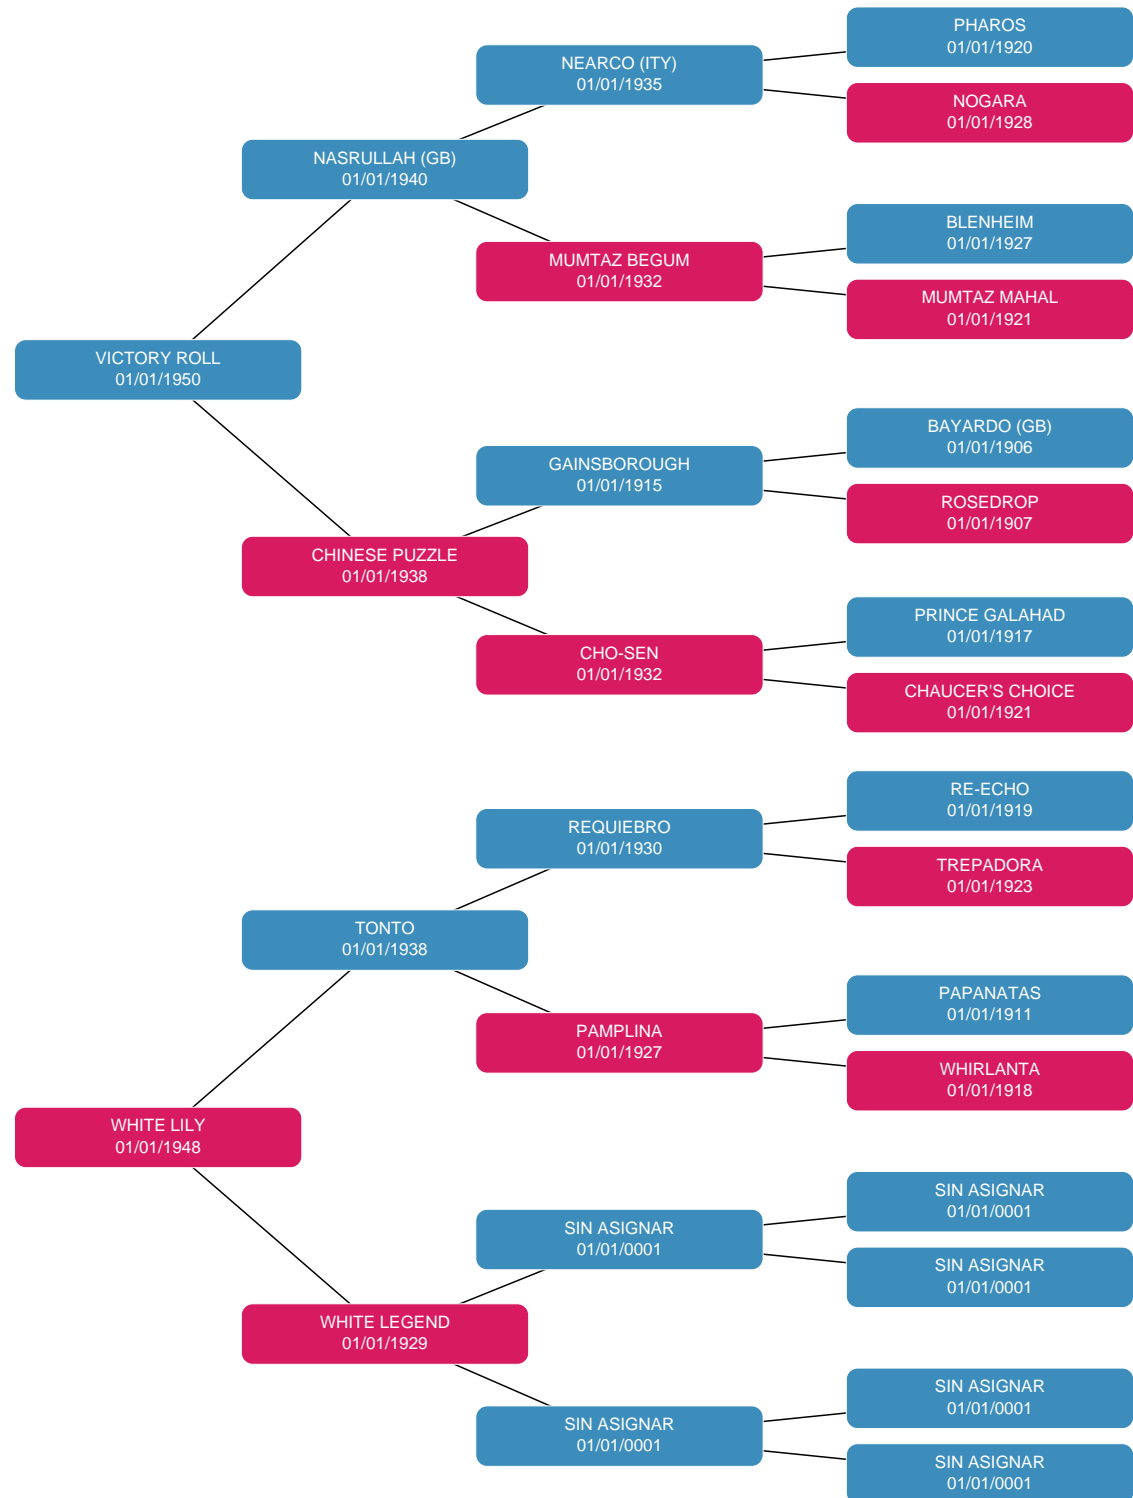 PHAROS
01/01/1920
NEARCO (ITY)
01/01/1935
NOGARA
01/01/1928
NASRULLAH (GB)
01/01/1940
BLENHEIM
01/01/1927
MUMTAZ BEGUM
01/01/1932
MUMTAZ MAHAL
01/01/1921
VICTORY ROLL
01/01/1950
BAYARDO (GB)
01/01/1906
GAINSBOROUGH
01/01/1915
ROSEDROP
01/01/1907
CHINESE PUZZLE
01/01/1938
PRINCE GALAHAD
01/01/1917
CHO-SEN
01/01/1932
CHAUCER'S CHOICE
01/01/1921
RE-ECHO
01/01/1919
REQUIEBRO
01/01/1930
TREPADORA
01/01/1923
TONTO
01/01/1938
PAPANATAS
01/01/1911
PAMPLINA
01/01/1927
WHIRLANTA
01/01/1918
WHITE LILY
01/01/1948
SIN ASIGNAR
01/01/0001
SIN ASIGNAR
01/01/0001
SIN ASIGNAR
01/01/0001
WHITE LEGEND
01/01/1929
SIN ASIGNAR
01/01/0001
SIN ASIGNAR
01/01/0001
SIN ASIGNAR
01/01/0001